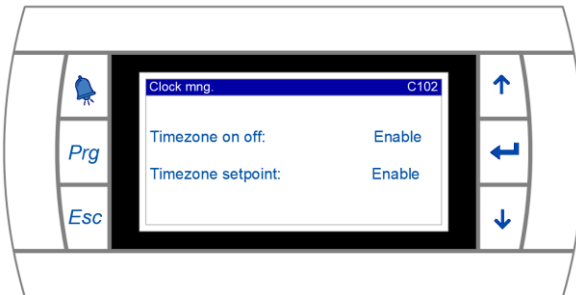 Clock mng. C102
Prg
Timezone on off: Enable
Timezone setpoint: Enable
Esc